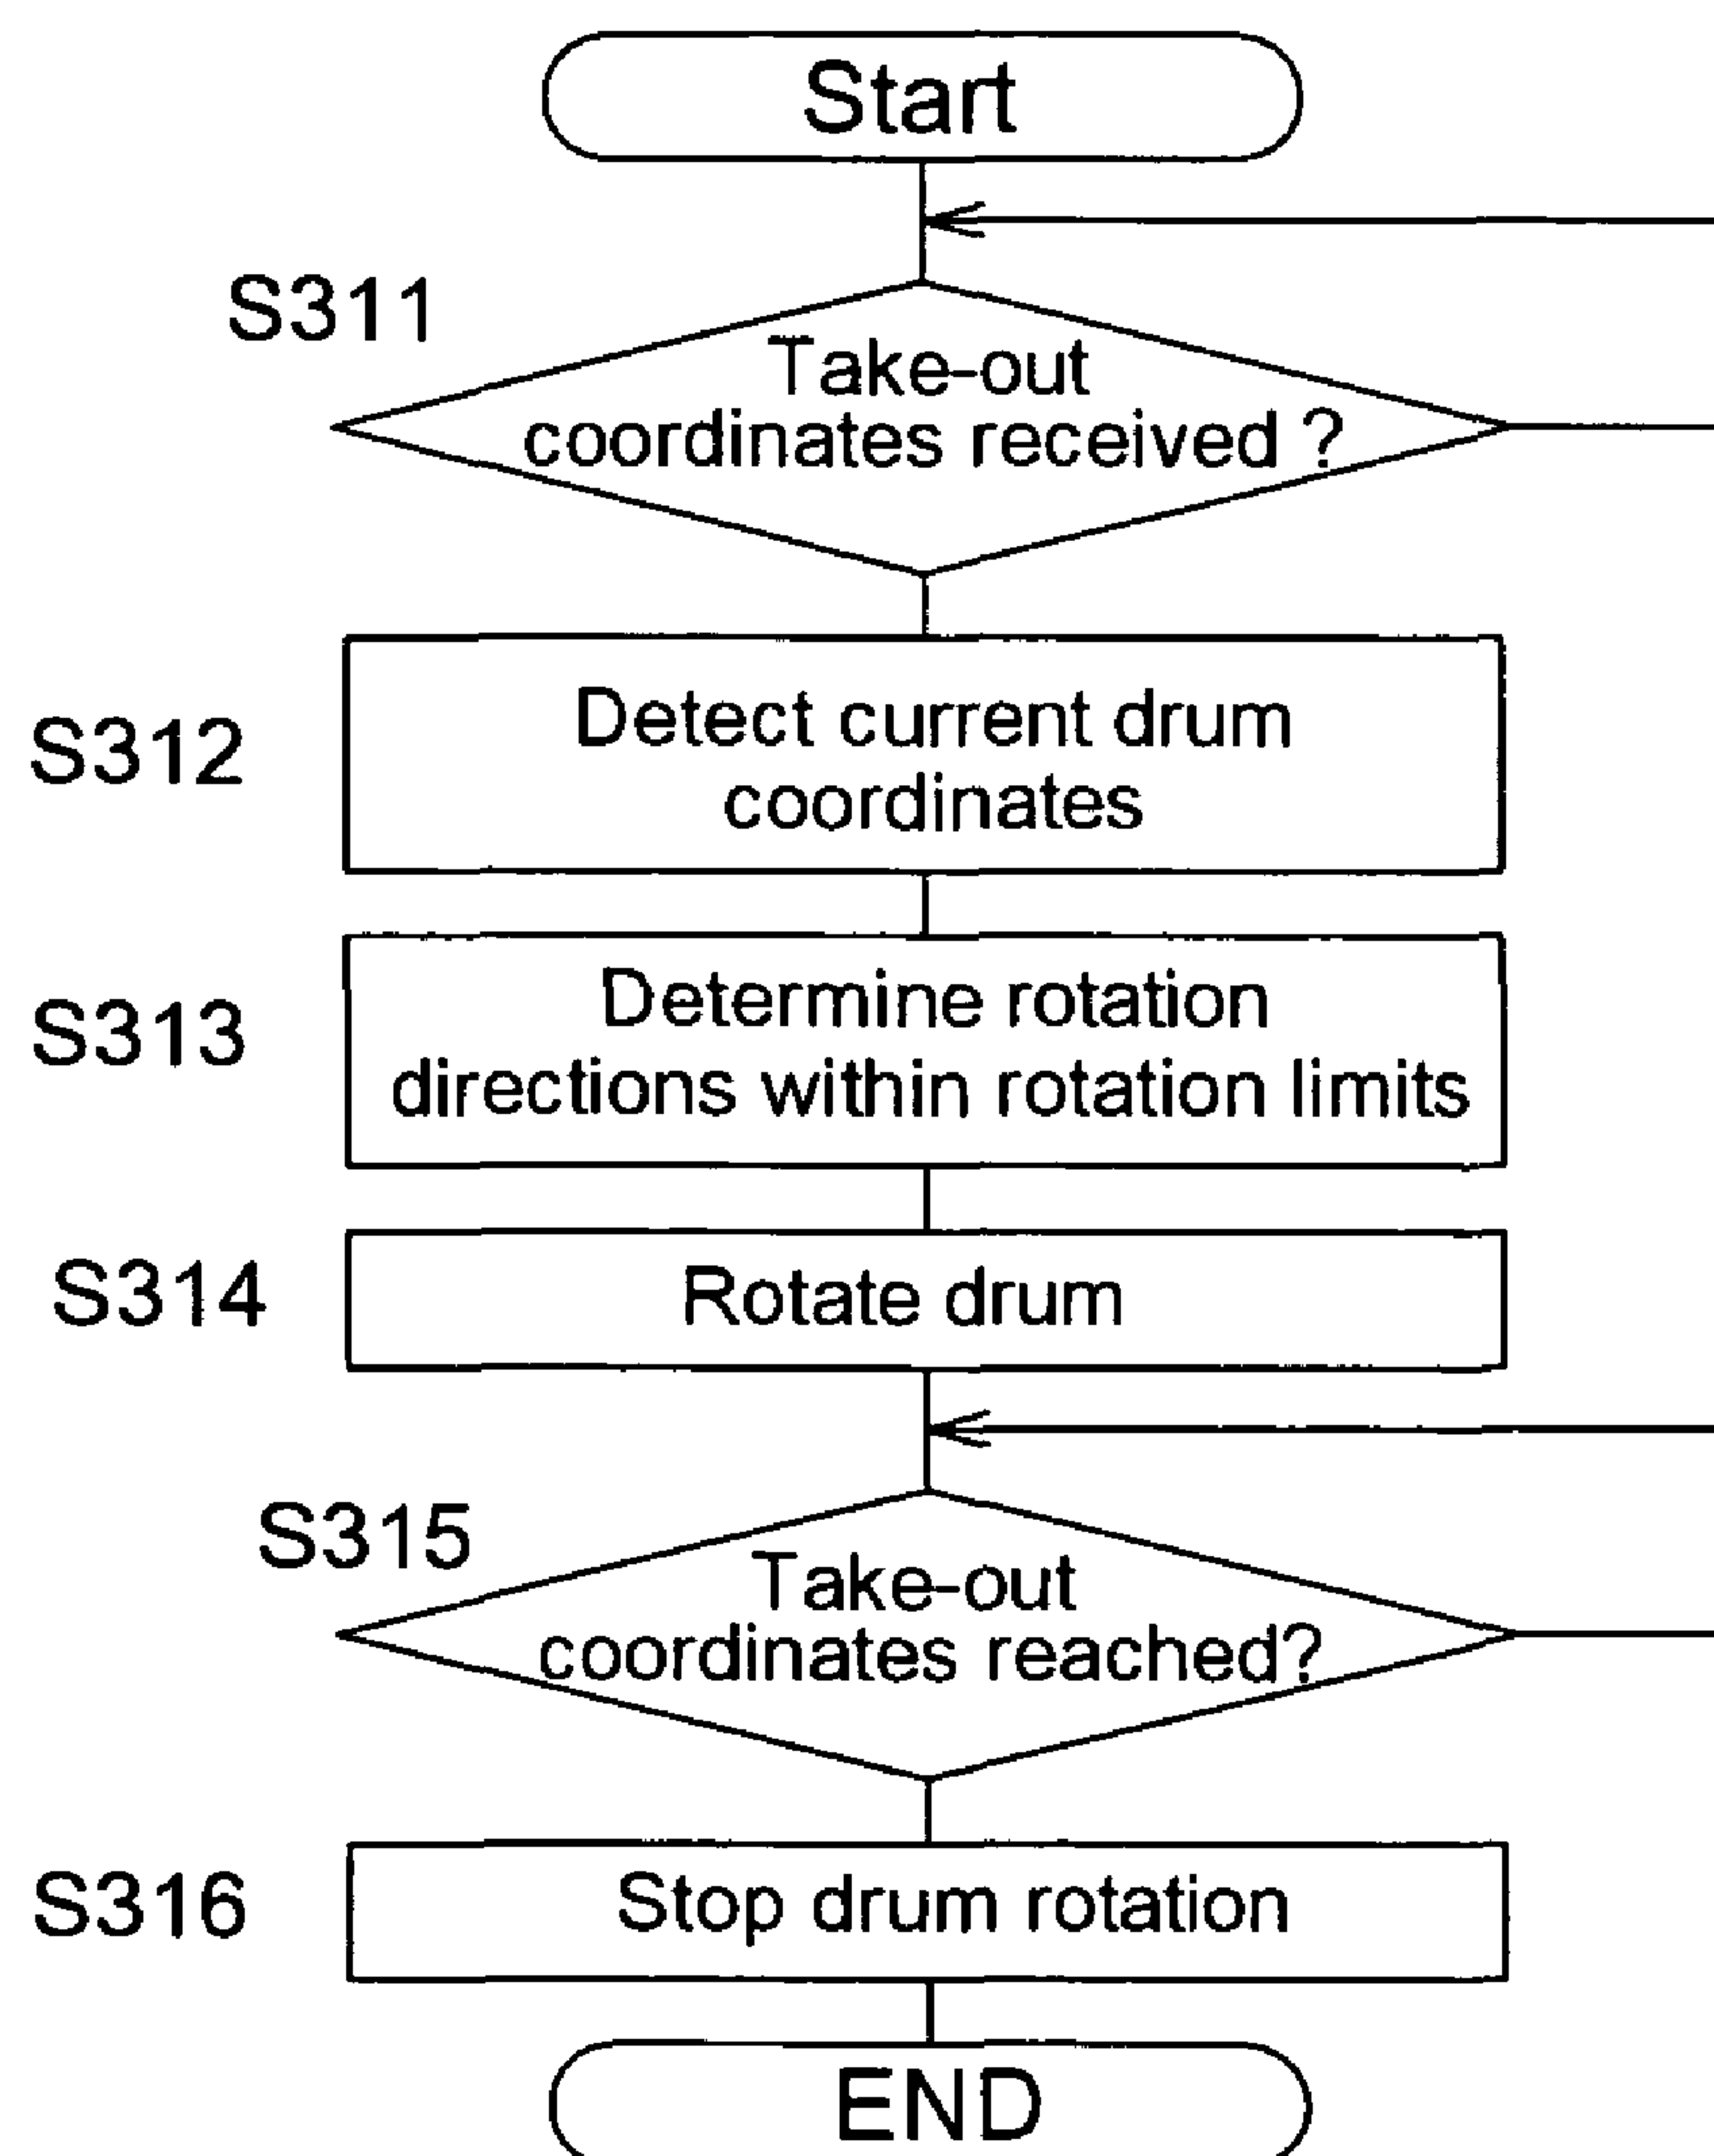 Start
S311
Take-out
coordinates received ?
S312
Detect current drum
coordinates
S313
Determine rotation
directions within rotation limits
S314
Rotate drum
S315
Take-out
coordinates reached?
S316
Stop drum rotation
END